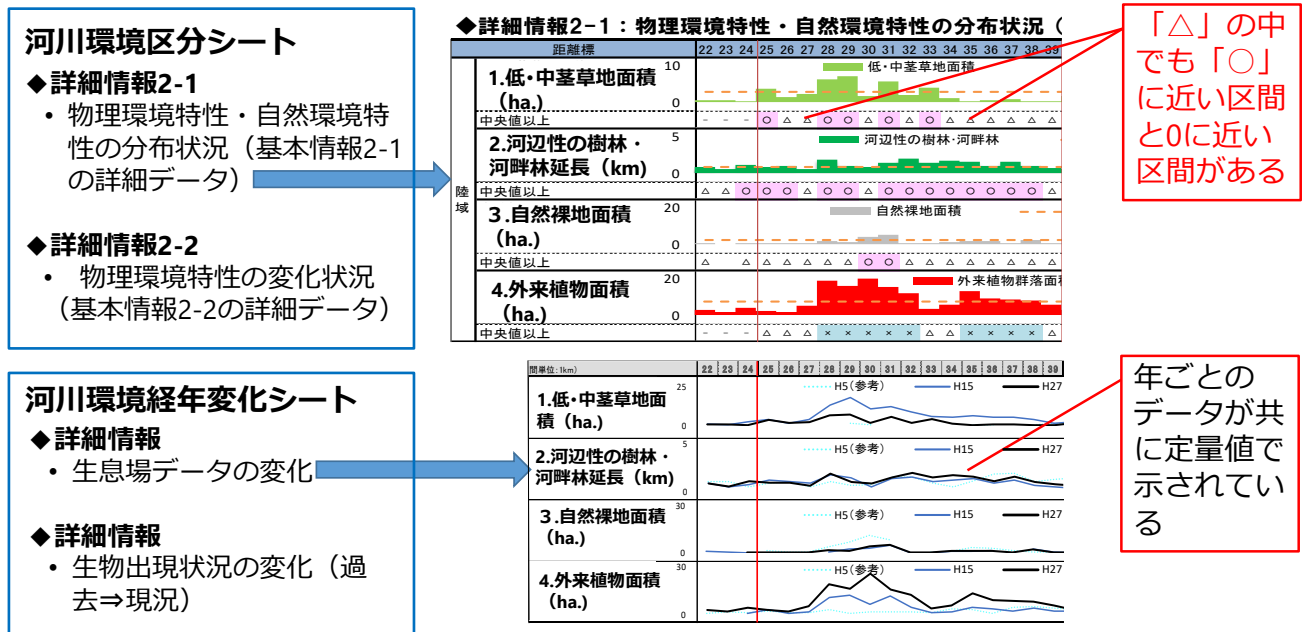 河川環境区分シート
◆詳細情報2-1
• 物理環境特性・自然環境特
性の分布状況（基本情報2-1
の詳細データ）
◆詳細情報2-2
• 物理環境特性の変化状況
（基本情報2-2の詳細データ）
◆詳細情報2-1：物理環境特性・自然環境特性の分布状況（
距離標 22 23 24 25 26 27 28 29 30 31 32 33 34 35 36 37 38 39
陸域
1.低・中茎草地面積
（ha.)
10
0
低・中茎草地面積
中央値以上 - - - ○ △ △ ○ ○ △ ○ △ ○ △ △ △ △ △ △
2.河辺性の樹林・
河畔林延長（km)
5
0
河辺性の樹林・河畔林
中央値以上 △ △ ○ ○ ○ △ ○ ○ △ ○ ○ ○ ○ ○ ○ ○ ○ △
3.自然裸地面積
（ha.)
20
0
自然裸地面積
中央値以上 △ △ △ △ △ △ △ ○ ○ △ △ △ △ △ △ △ △
4.外来植物面積
（ha.)
20
0
外来植物群落面積
中央値以上 - - - △ △ △ × × × × × △ △ × × × × △
「△」の中
でも「○」
に近い区間
と0に近い
区間がある
河川環境経年変化シート
◆詳細情報
• 生息場データの変化
◆詳細情報
• 生物出現状況の変化（過
去⇒現況）
間単位:1km) 22 23 24 25 26 27 28 29 30 31 32 33 34 35 36 37 38 39
1.低・中茎草地面
積（ha.)
25
0
H5(参考) H15 H27
2.河辺性の樹林・
河畔林延長（km)
5
0
H5(参考) H15 H27
3.自然裸地面積
（ha.)
30
0
H5(参考) H15 H27
4.外来植物面積
（ha.)
30
0
H5(参考) H15 H27
年ごとの
データが共
に定量値で
示されてい
る